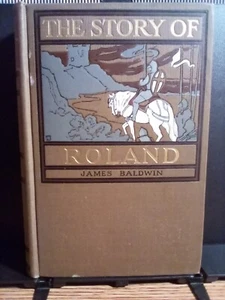 THE STORY OF
ROLAND
JAMES BALDWIN